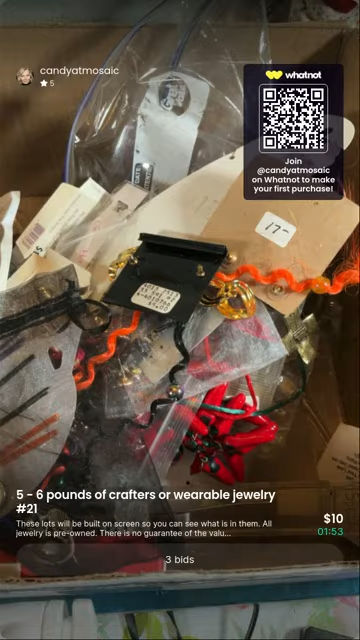 candyatmosaic
★ 5
whatnot
Join
@candyatmosaic
on Whatnot to make
your first purchase!
17-
5 - 6 pounds of crafters or wearable jewelry
#21
These lots will be built on screen so you can see what is in them. All
jewelry is pre-owned. There is no guarantee of the valu...
$10
01:53
3 bids